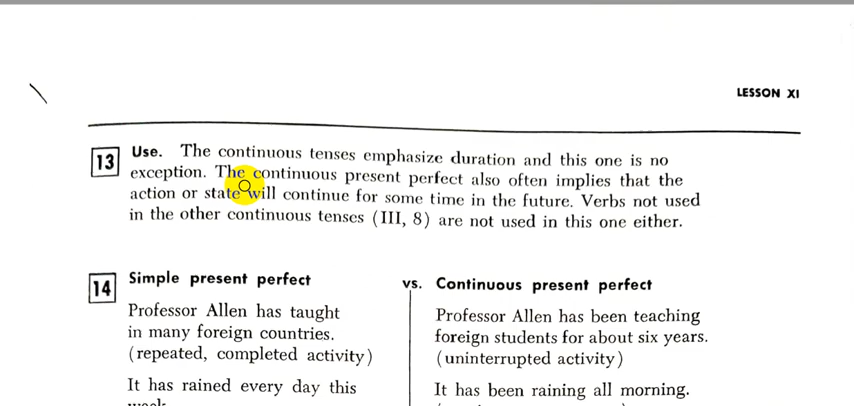 LESSON XI
13 Use. The continuous tenses emphasize duration and this one is no
exception. The continuous present perfect also often implies that the
action or state will continue for some time in the future. Verbs not used
in the other continuous tenses (III, 8) are not used in this one either.
14 Simple present perfect vs. Continuous present perfect
Professor Allen has taught
in many foreign countries.
(repeated, completed activity)
It has rained every day this
Professor Allen has been teaching
foreign students for about six years.
(uninterrupted activity)
It has been raining all morning.